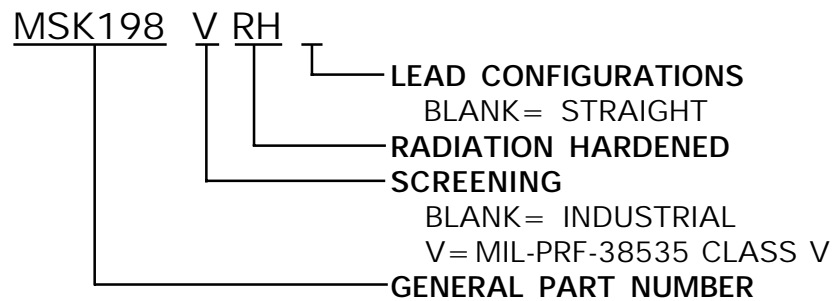 MSK198 V RH
LEAD CONFIGURATIONS
BLANK= STRAIGHT
RADIATION HARDENED
SCREENING
BLANK= INDUSTRIAL
V=MIL-PRF-38535 CLASS V
GENERAL PART NUMBER